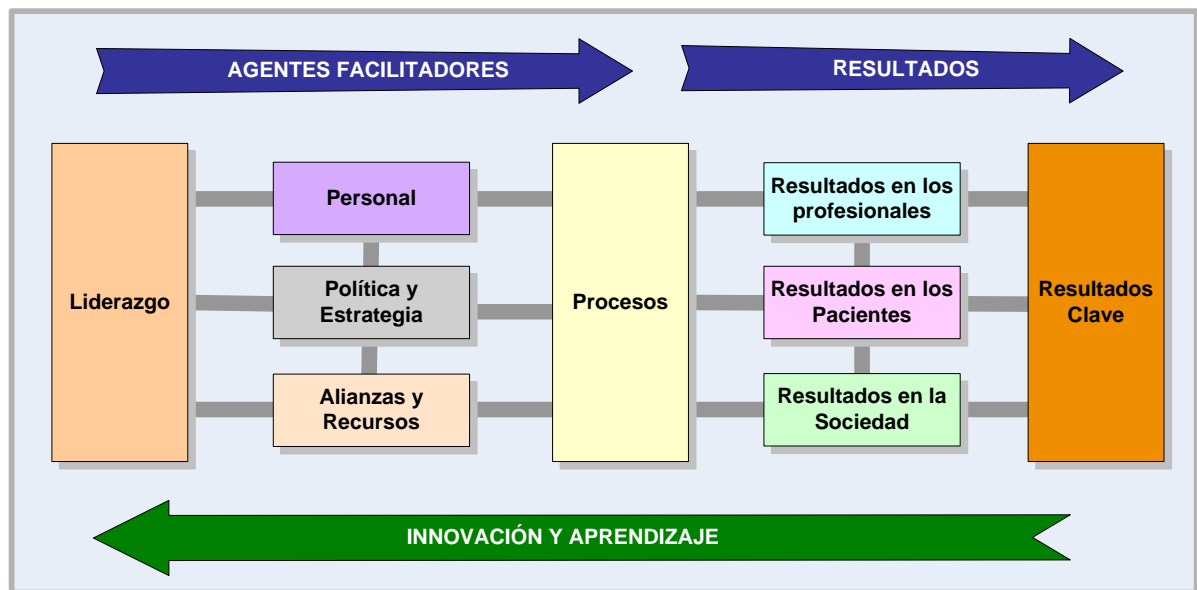 AGENTES FACILITADORES
RESULTADOS
Liderazgo
Personal
Política y
Estrategia
Alianzas y
Recursos
Procesos
Resultados en los
profesionales
Resultados en los
Pacientes
Resultados en la
Sociedad
Resultados
Clave
INNOVACIÓN Y APRENDIZAJE